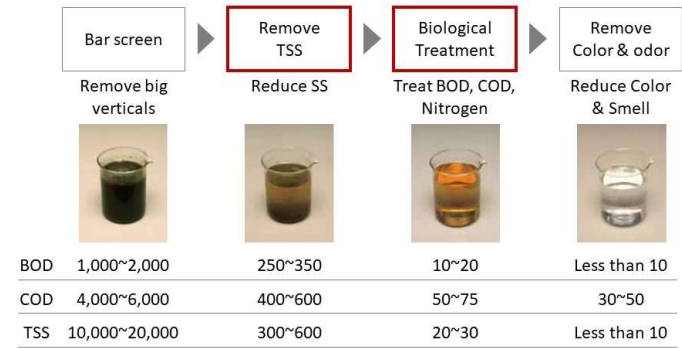 Bar screen
Remove
TSS
Biological
Treatment
Remove
Color & odor
Remove big
verticals
Reduce SS
Treat BOD, COD,
Nitrogen
Reduce Color
& Smell
BOD 1,000~2,000 250~350 10~20 Less than 10
COD 4,000~6,000 400~600 50~75 30~50
TSS 10,000~20,000 300~600 20~30 Less than 10